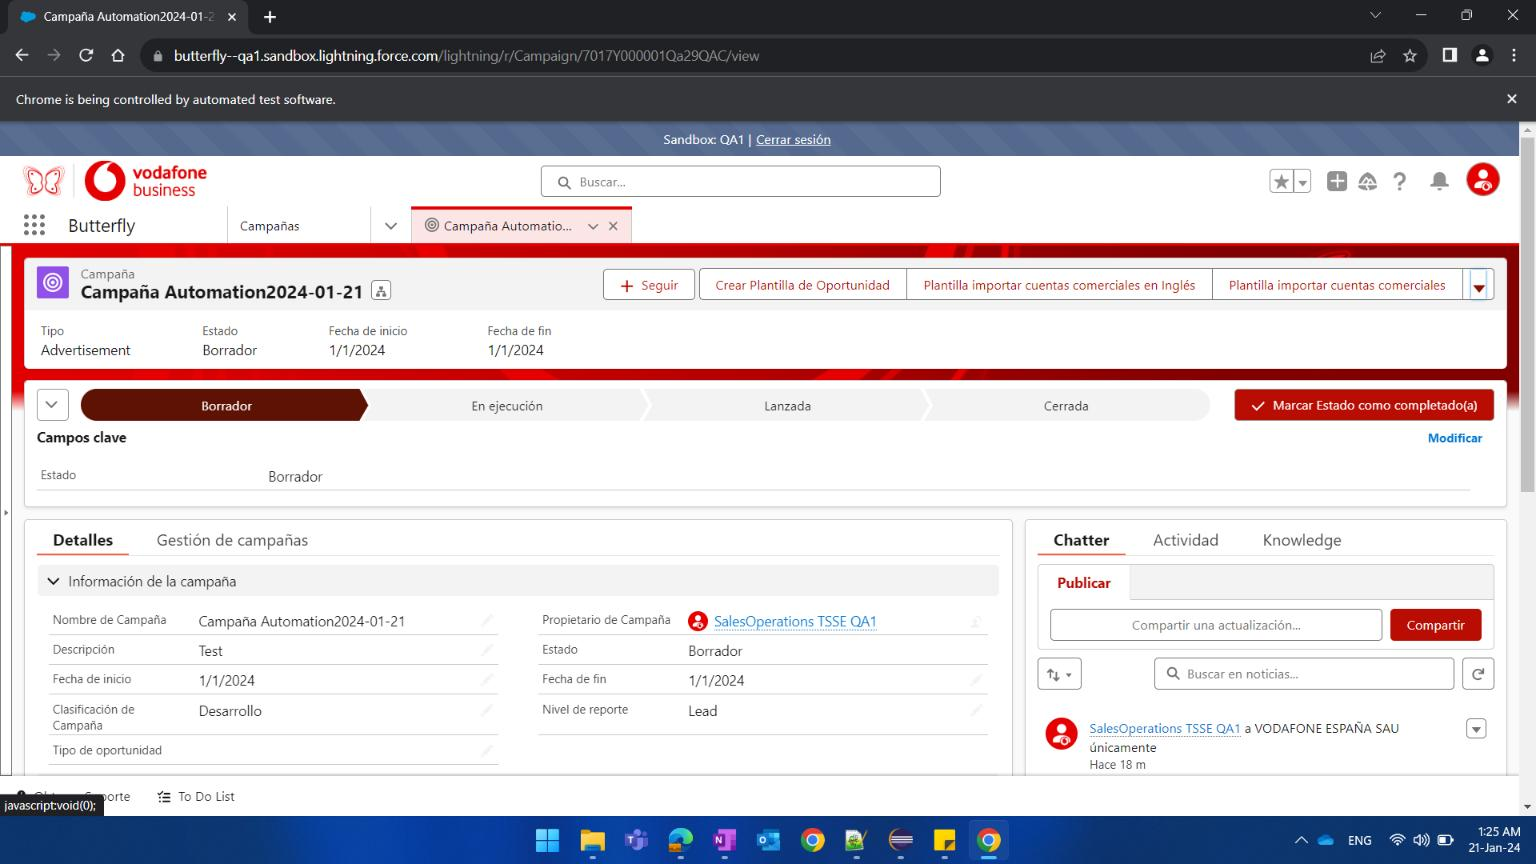 Campaña Automation2024-01-2
butterfly--qa1.sandbox.lightning.force.com/lightning/r/Campaign/7017Y000001Qa29QAC/view
Chrome is being controlled by automated test software.
Sandbox: QA1 | Cerrar sesión
vodafone
business
Buscar...
Butterfly
Campañas
Campaña Automatio...
Campaña
Campaña Automation2024-01-21
Seguir
Crear Plantilla de Oportunidad
Plantilla importar cuentas comerciales en Inglés
Plantilla importar cuentas comerciales
Tipo
Estado
Fecha de inicio
Fecha de fin
Advertisement
Borrador
1/1/2024
1/1/2024
Borrador
En ejecución
Lanzada
Cerrada
Marcar Estado como completado(a)
Campos clave
Modificar
Estado
Borrador
Detalles
Gestión de campañas
Información de la campaña
Nombre de Campaña
Campaña Automation2024-01-21
Propietario de Campaña
SalesOperations TSSE QA1
Descripción
Test
Estado
Borrador
Fecha de inicio
1/1/2024
Fecha de fin
1/1/2024
Clasificación de
Campaña
Desarrollo
Nivel de reporte
Lead
Tipo de oportunidad
Chatter
Actividad
Knowledge
Publicar
Compartir una actualización...
Compartir
Buscar en noticias...
SalesOperations TSSE QA1 a VODAFONE ESPAÑA SAU
únicamente
Hace 18 m
javascript:void(0);
To Do List
ENG
1:25 AM
21-Jan-24